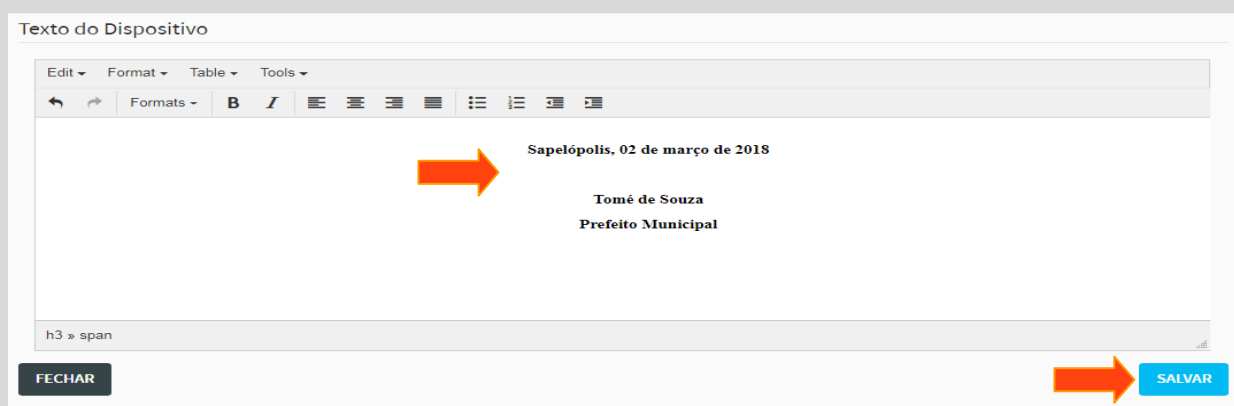 Texto do Dispositivo
Edit Format Table Tools
Formats B I
Sapelópolis, 02 de março de 2018
Tomé de Souza
Prefeito Municipal
h3 » span
FECHAR SALVAR